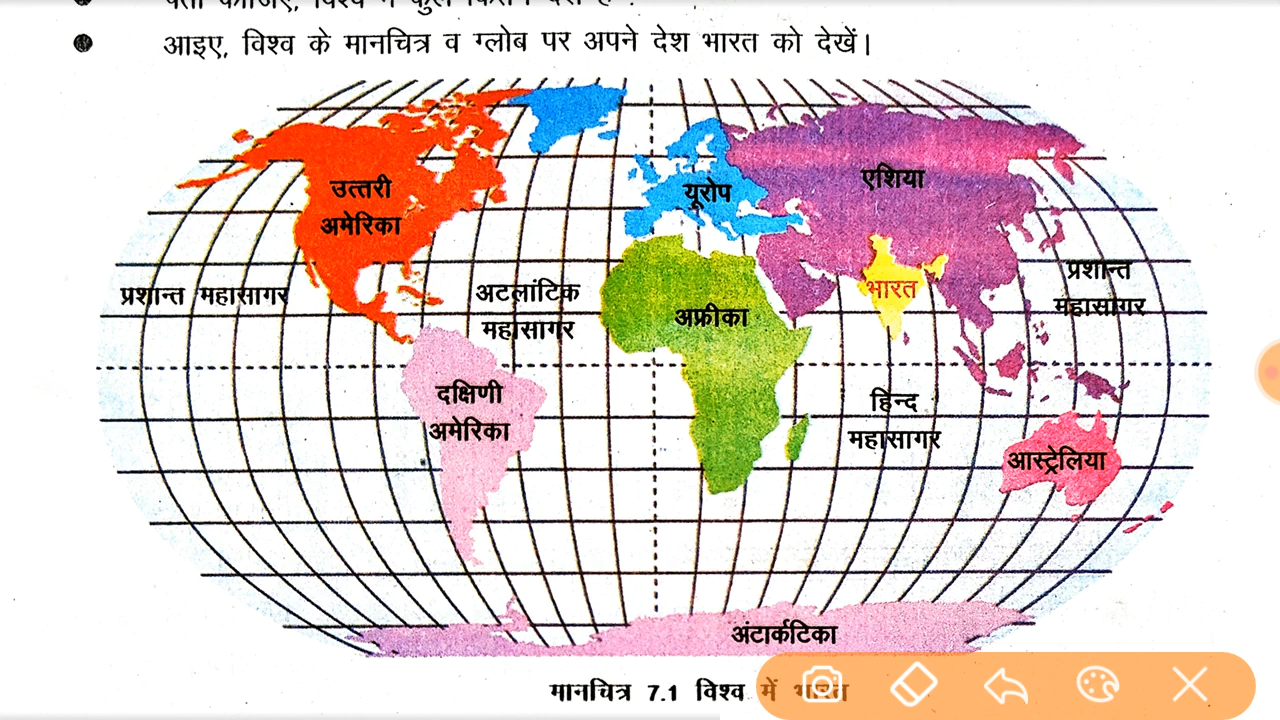 आइए, विश्व के मानचित्र व ग्लोब पर अपने देश भारत को देखें।
उत्तरी
अमेरिका
यूरोप
एशिया
प्रशान्त महासागर
अटलांटिक
महासागर
अफ्रीका
भारत
प्रशान्त
महासागर
दक्षिणी
अमेरिका
हिन्द
महासागर
आस्ट्रेलिया
अंटार्कटिका
मानचित्र 7.1 विश्व में भारत